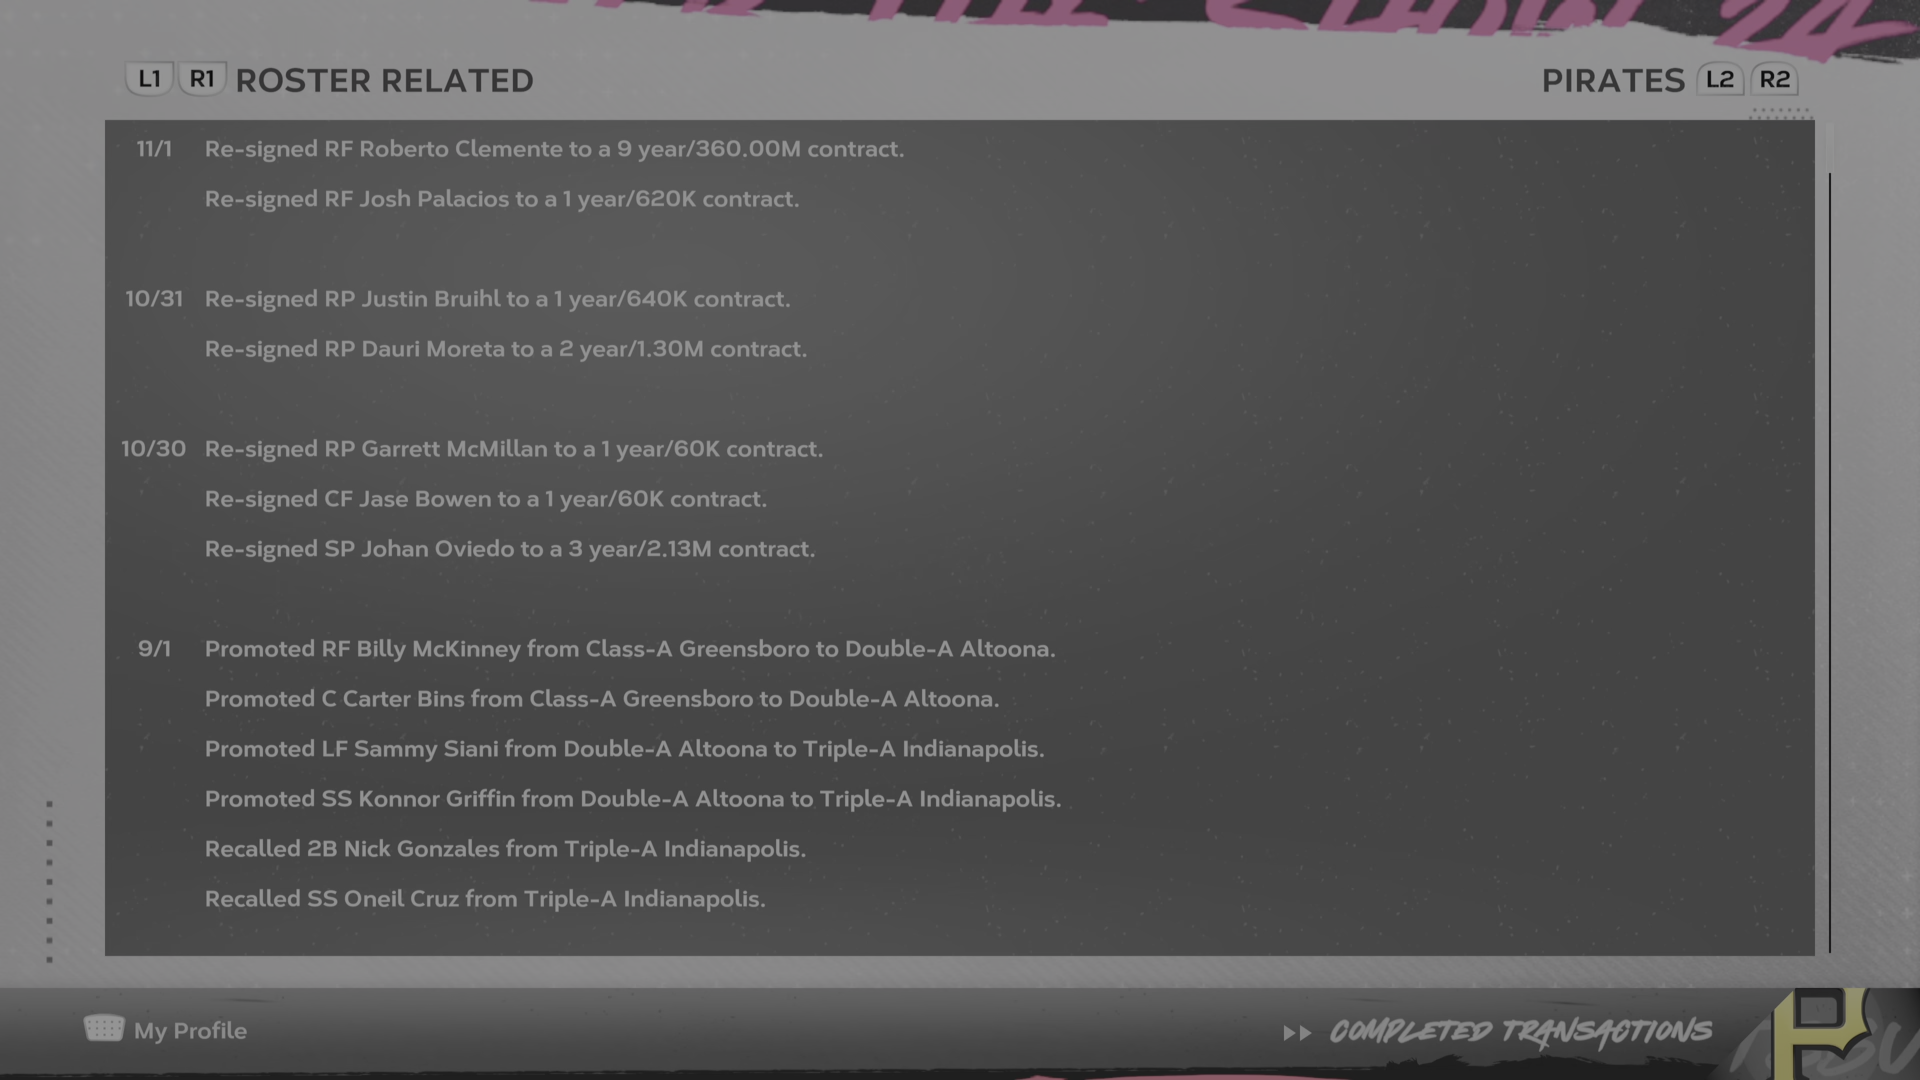 THE SHOW 24
L1 R1 ROSTER RELATED
PIRATES L2 R2
11/1 Re-signed RF Roberto Clemente to a 9 year/360.00M contract.
Re-signed RF Josh Palacios to a 1 year/620K contract.
10/31 Re-signed RP Justin Bruihl to a 1 year/640K contract.
Re-signed RP Dauri Moreta to a 2 year/1.30M contract.
10/30 Re-signed RP Garrett McMillan to a 1 year/60K contract.
Re-signed CF Jase Bowen to a 1 year/60K contract.
Re-signed SP Johan Oviedo to a 3 year/2.13M contract.
9/1 Promoted RF Billy McKinney from Class-A Greensboro to Double-A Altoona.
Promoted C Carter Bins from Class-A Greensboro to Double-A Altoona.
Promoted LF Sammy Siani from Double-A Altoona to Triple-A Indianapolis.
Promoted SS Konnor Griffin from Double-A Altoona to Triple-A Indianapolis.
Recalled 2B Nick Gonzales from Triple-A Indianapolis.
Recalled SS Oneil Cruz from Triple-A Indianapolis.
My Profile
COMPLETED TRANSACTIONS
P